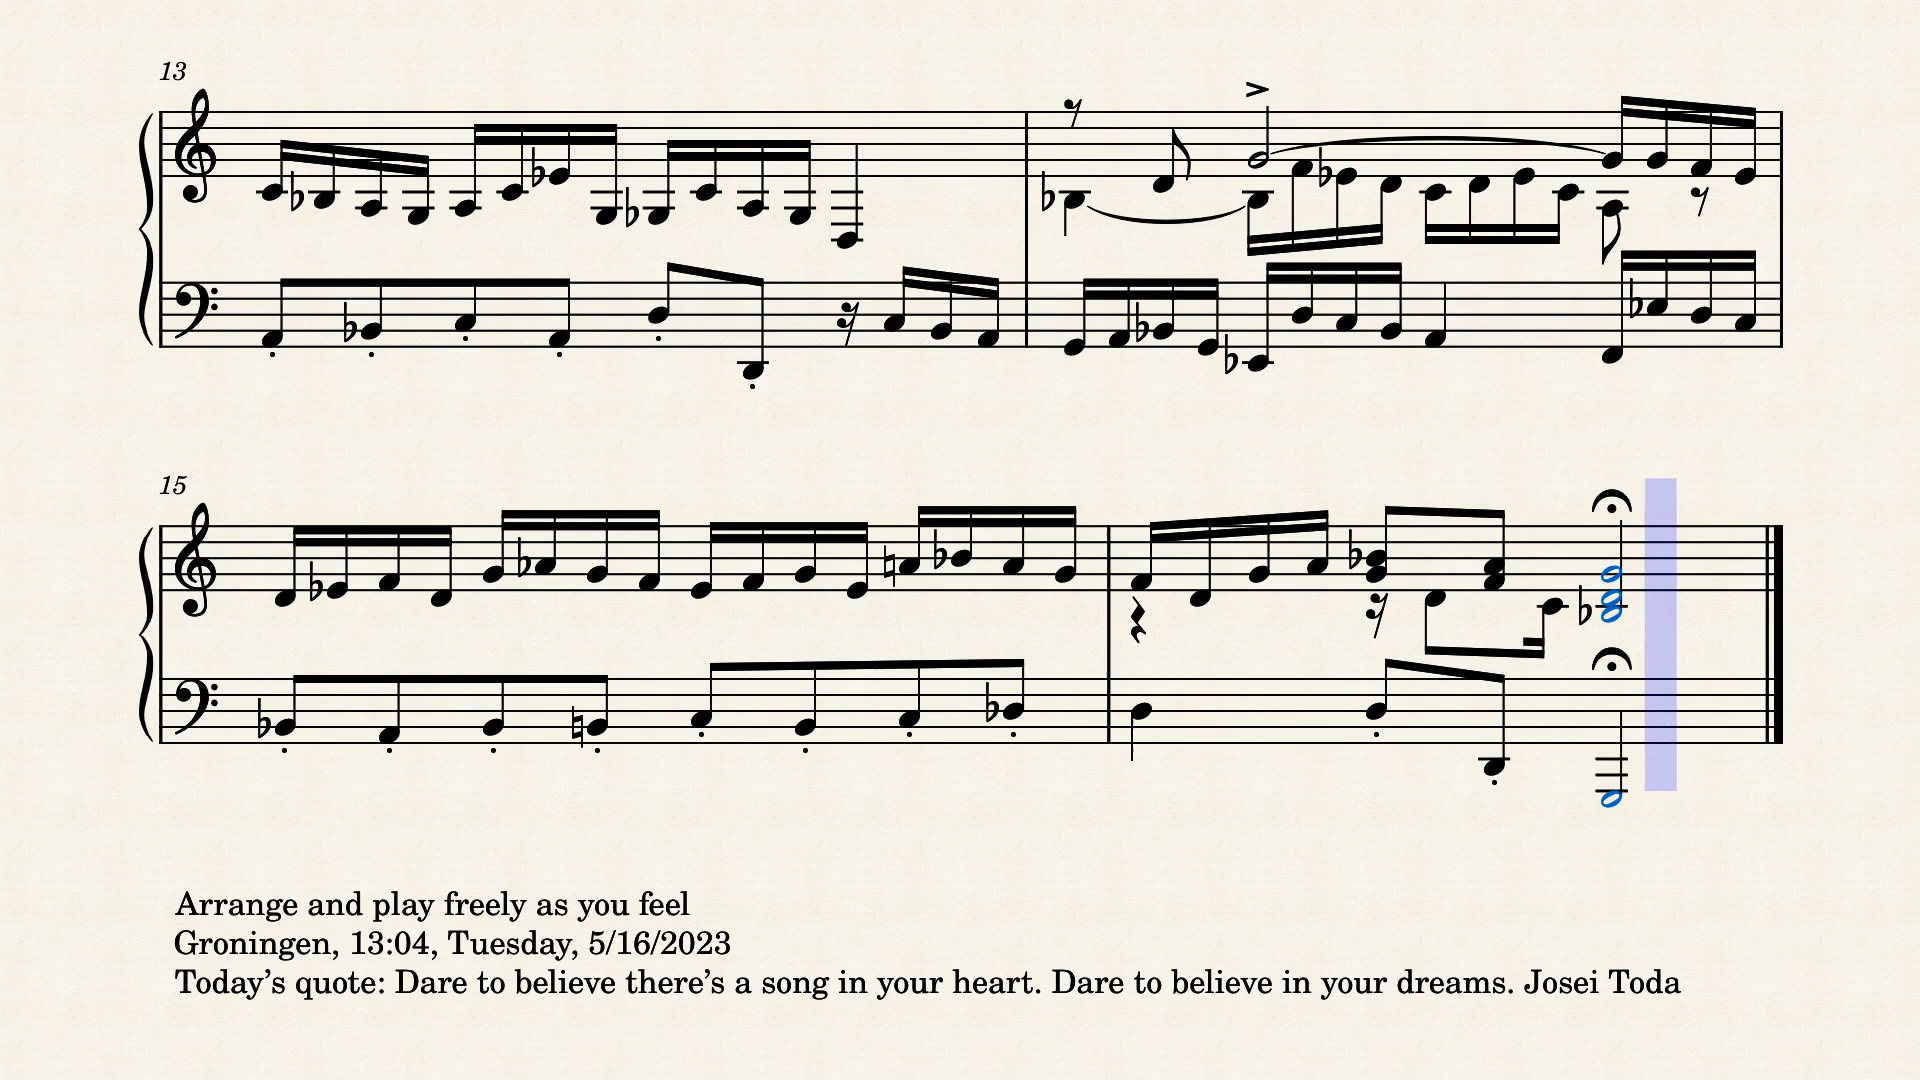 13
15
Arrange and play freely as you feel
Groningen, 13:04, Tuesday, 5/16/2023
Today’s quote: Dare to believe there’s a song in your heart. Dare to believe in your dreams. Josei Toda